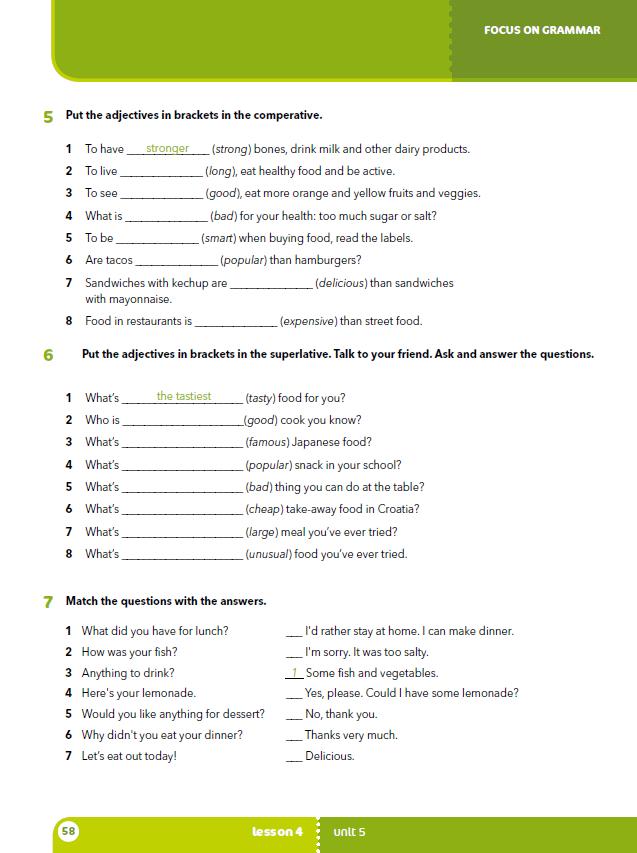 FOCUS ON GRAMMAR
5 Put the adjectives in brackets in the comperative.
1 To have ___stronger___ (strong) bones, drink milk and other dairy products.
2 To live ______________ (long), eat healthy food and be active.
3 To see ______________ (good), eat more orange and yellow fruits and veggies.
4 What is ______________ (bad) for your health: too much sugar or salt?
5 To be ______________ (smart) when buying food, read the labels.
6 Are tacos ______________ (popular) than hamburgers?
7 Sandwiches with kechup are ______________ (delicious) than sandwiches
with mayonnaise.
8 Food in restaurants is ______________ (expensive) than street food.
6 Put the adjectives in brackets in the superlative. Talk to your friend. Ask and answer the questions.
1 What's ______the tastiest______ (tasty) food for you?
2 Who is ____________________(good) cook you know?
3 What's ____________________ (famous) Japanese food?
4 What's ____________________ (popular) snack in your school?
5 What's ____________________ (bad) thing you can do at the table?
6 What's ____________________ (cheap) take-away food in Croatia?
7 What's ____________________ (large) meal you've ever tried?
8 What's ____________________ (unusual) food you've ever tried.
7 Match the questions with the answers.
1 What did you have for lunch? ___ I'd rather stay at home. I can make dinner.
2 How was your fish? ___ I'm sorry. It was too salty.
3 Anything to drink? _1_ Some fish and vegetables.
4 Here's your lemonade. ___ Yes, please. Could I have some lemonade?
5 Would you like anything for dessert? ___ No, thank you.
6 Why didn't you eat your dinner? ___ Thanks very much.
7 Let's eat out today! ___ Delicious.
58 lesson 4 unit 5